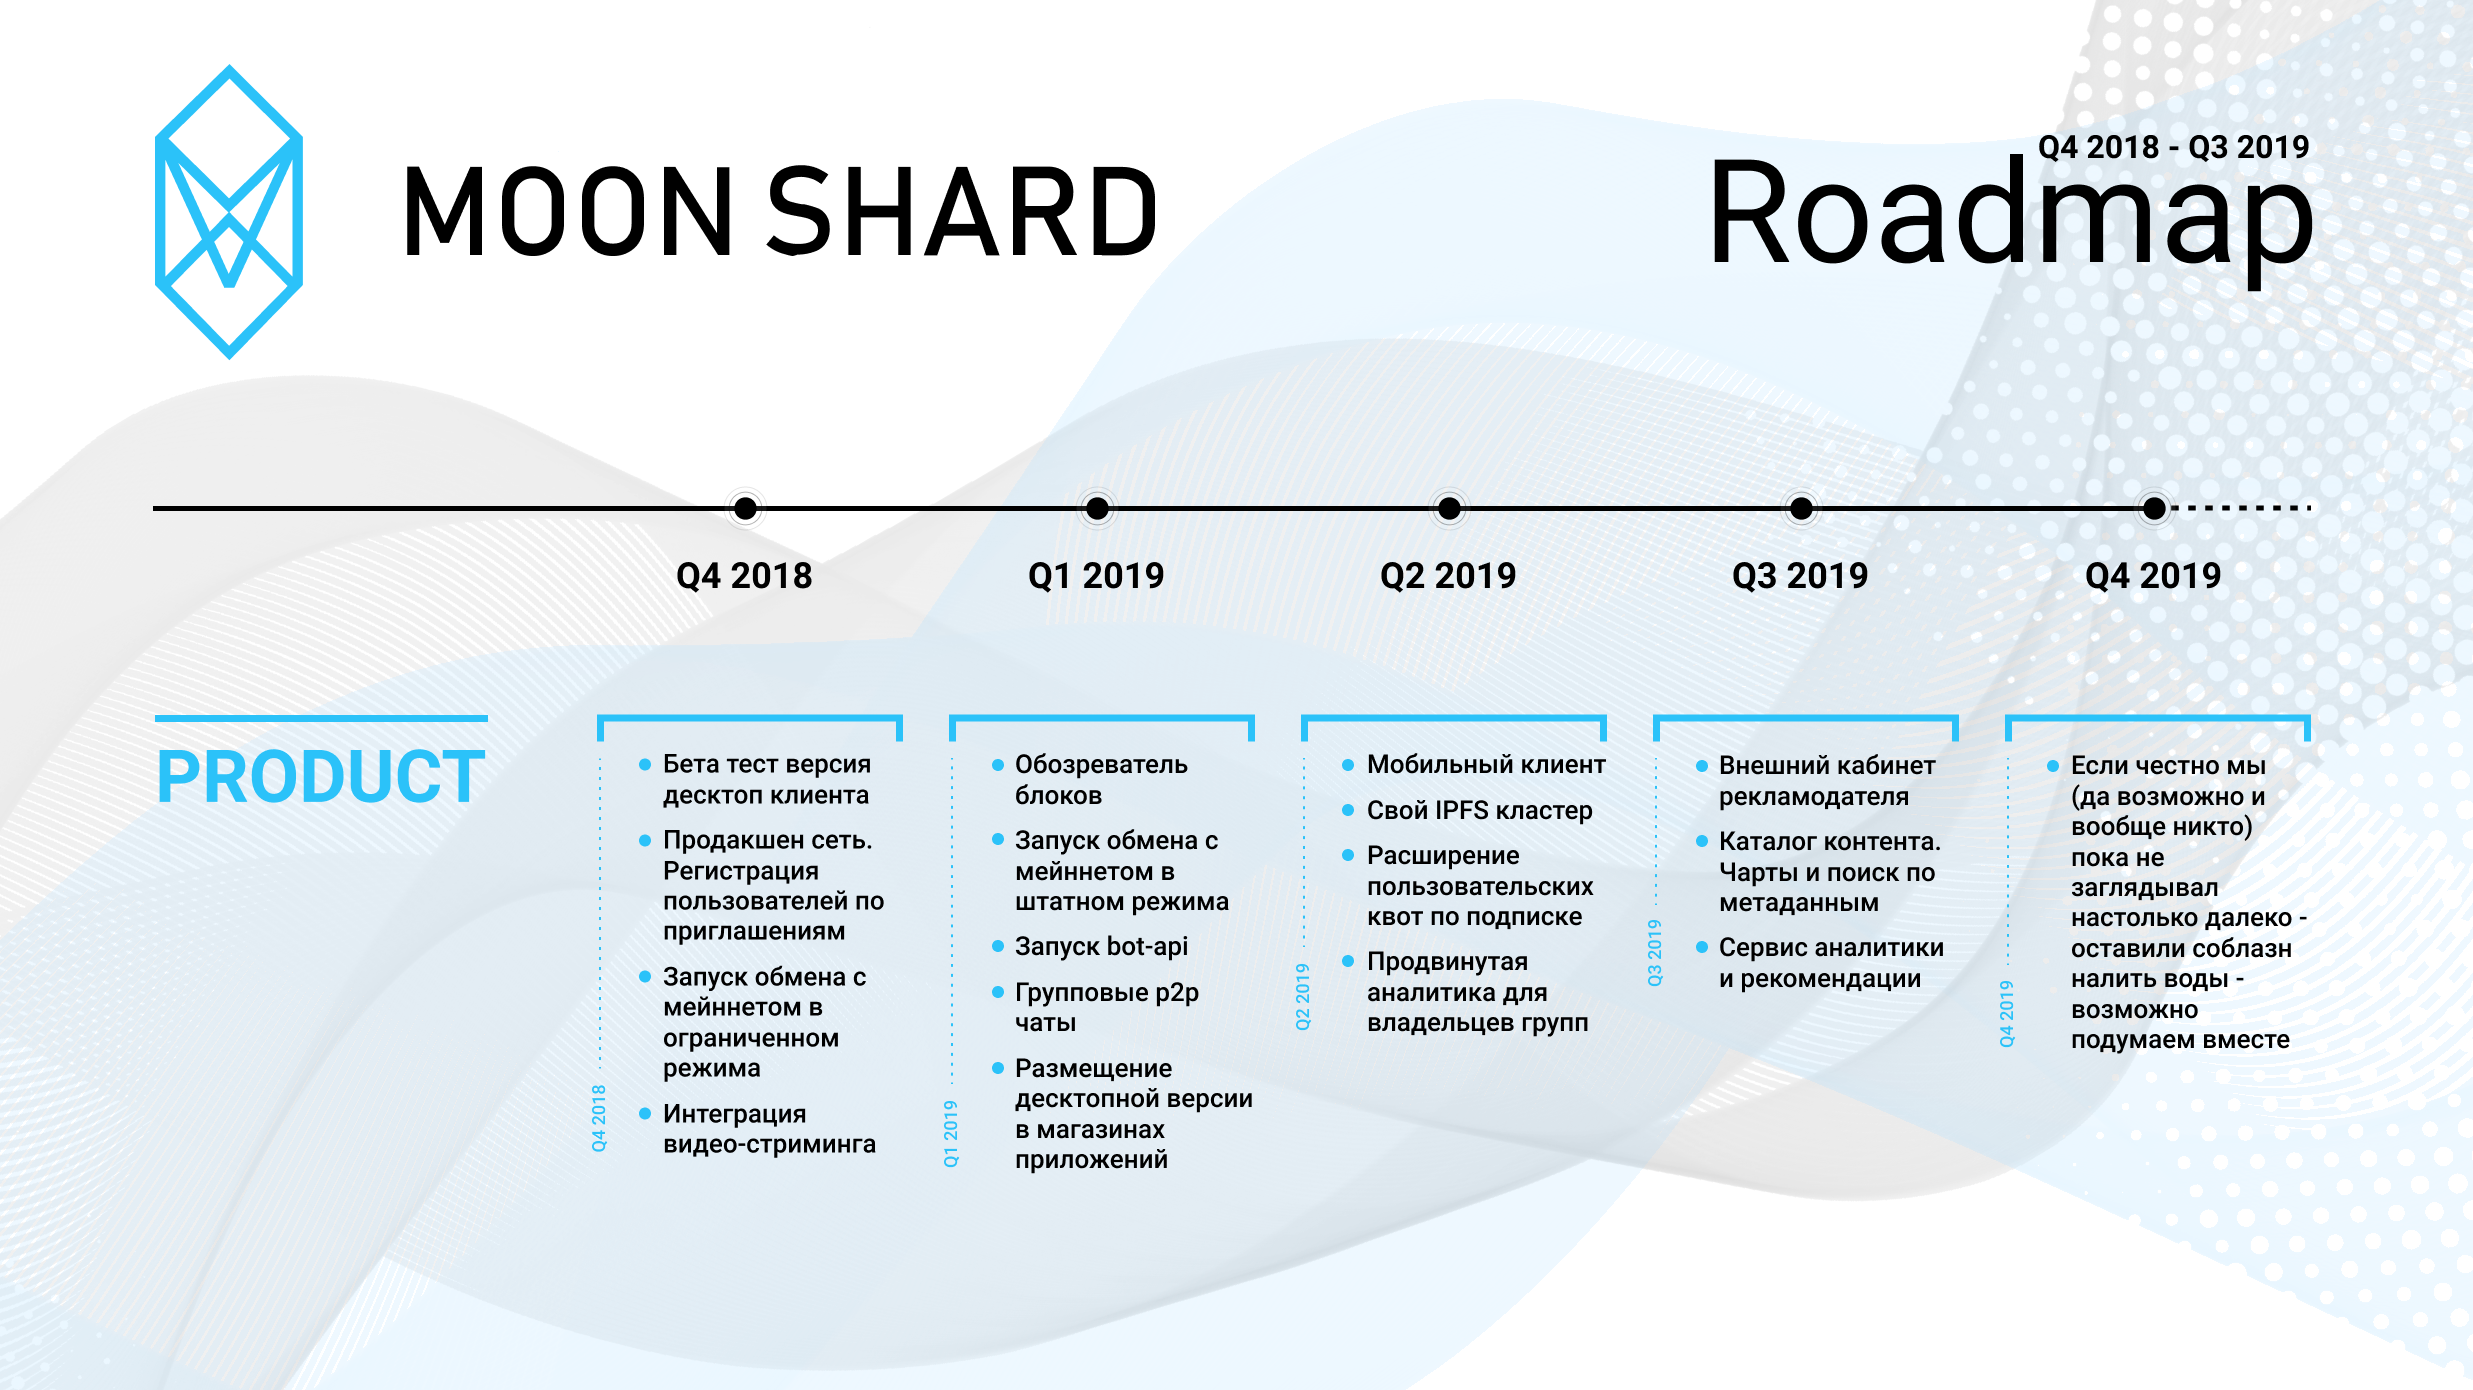 MOON SHARD
Q4 2018 - Q3 2019
Roadmap
Q4 2018
Q1 2019
Q2 2019
Q3 2019
Q4 2019
PRODUCT
Бета тест версия
десктоп клиента
Продакшен сеть.
Регистрация
пользователей по
приглашениям
Запуск обмена с
мейннетом в
ограниченном
режима
Интеграция
видео-стриминга
Q4 2018
Обозреватель
блоков
Запуск обмена с
мейннетом в
штатном режима
Запуск bot-api
Групповые p2p
чаты
Размещение
десктопной версии
в магазинах
приложений
Q1 2019
Мобильный клиент
Свой IPFS кластер
Расширение
пользовательских
квот по подписке
Продвинутая
аналитика для
владельцев групп
Q2 2019
Внешний кабинет
рекламодателя
Каталог контента.
Чарты и поиск по
метаданным
Сервис аналитики
и рекомендации
Q3 2019
Если честно мы
(да возможно и
вообще никто)
пока не
заглядывал
настолько далеко -
оставили соблазн
налить воды -
возможно
подумаем вместе
Q4 2019